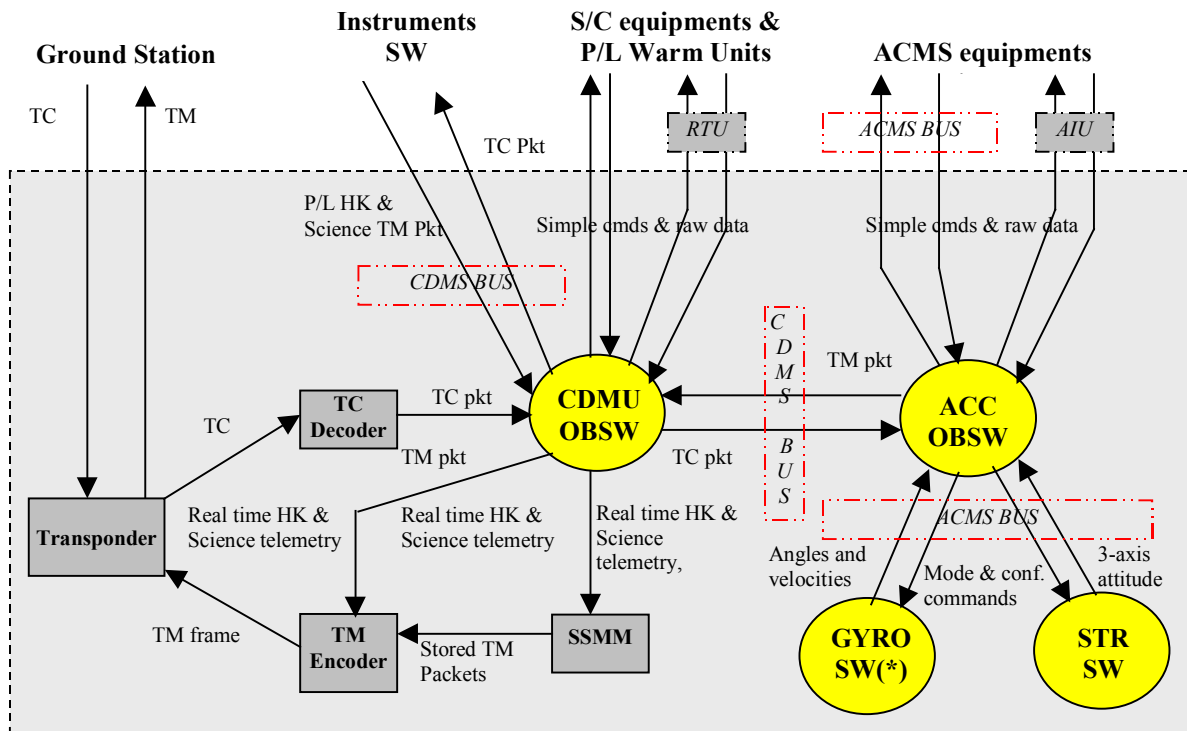 Ground Station
Instruments
SW
S/C equipments &
P/L Warm Units
ACMS equipments
TC
TM
TC Pkt
RTU
ACMS BUS
AIU
P/L HK &
Science TM Pkt
Simple cmds & raw data
Simple cmds & raw data
CDMS BUS
CDMS BUS
TM pkt
TC
TC
Decoder
TC pkt
TM pkt
CDMU
OBSW
TC pkt
ACC
OBSW
Transponder
Real time HK &
Science telemetry
Real time HK &
Science telemetry
Real time HK &
Science
telemetry,
ACMS BUS
Angles and
velocities
Mode & conf.
commands
3-axis
attitude
TM frame
TM
Encoder
Stored TM
Packets
SSMM
GYRO
SW(*)
STR
SW